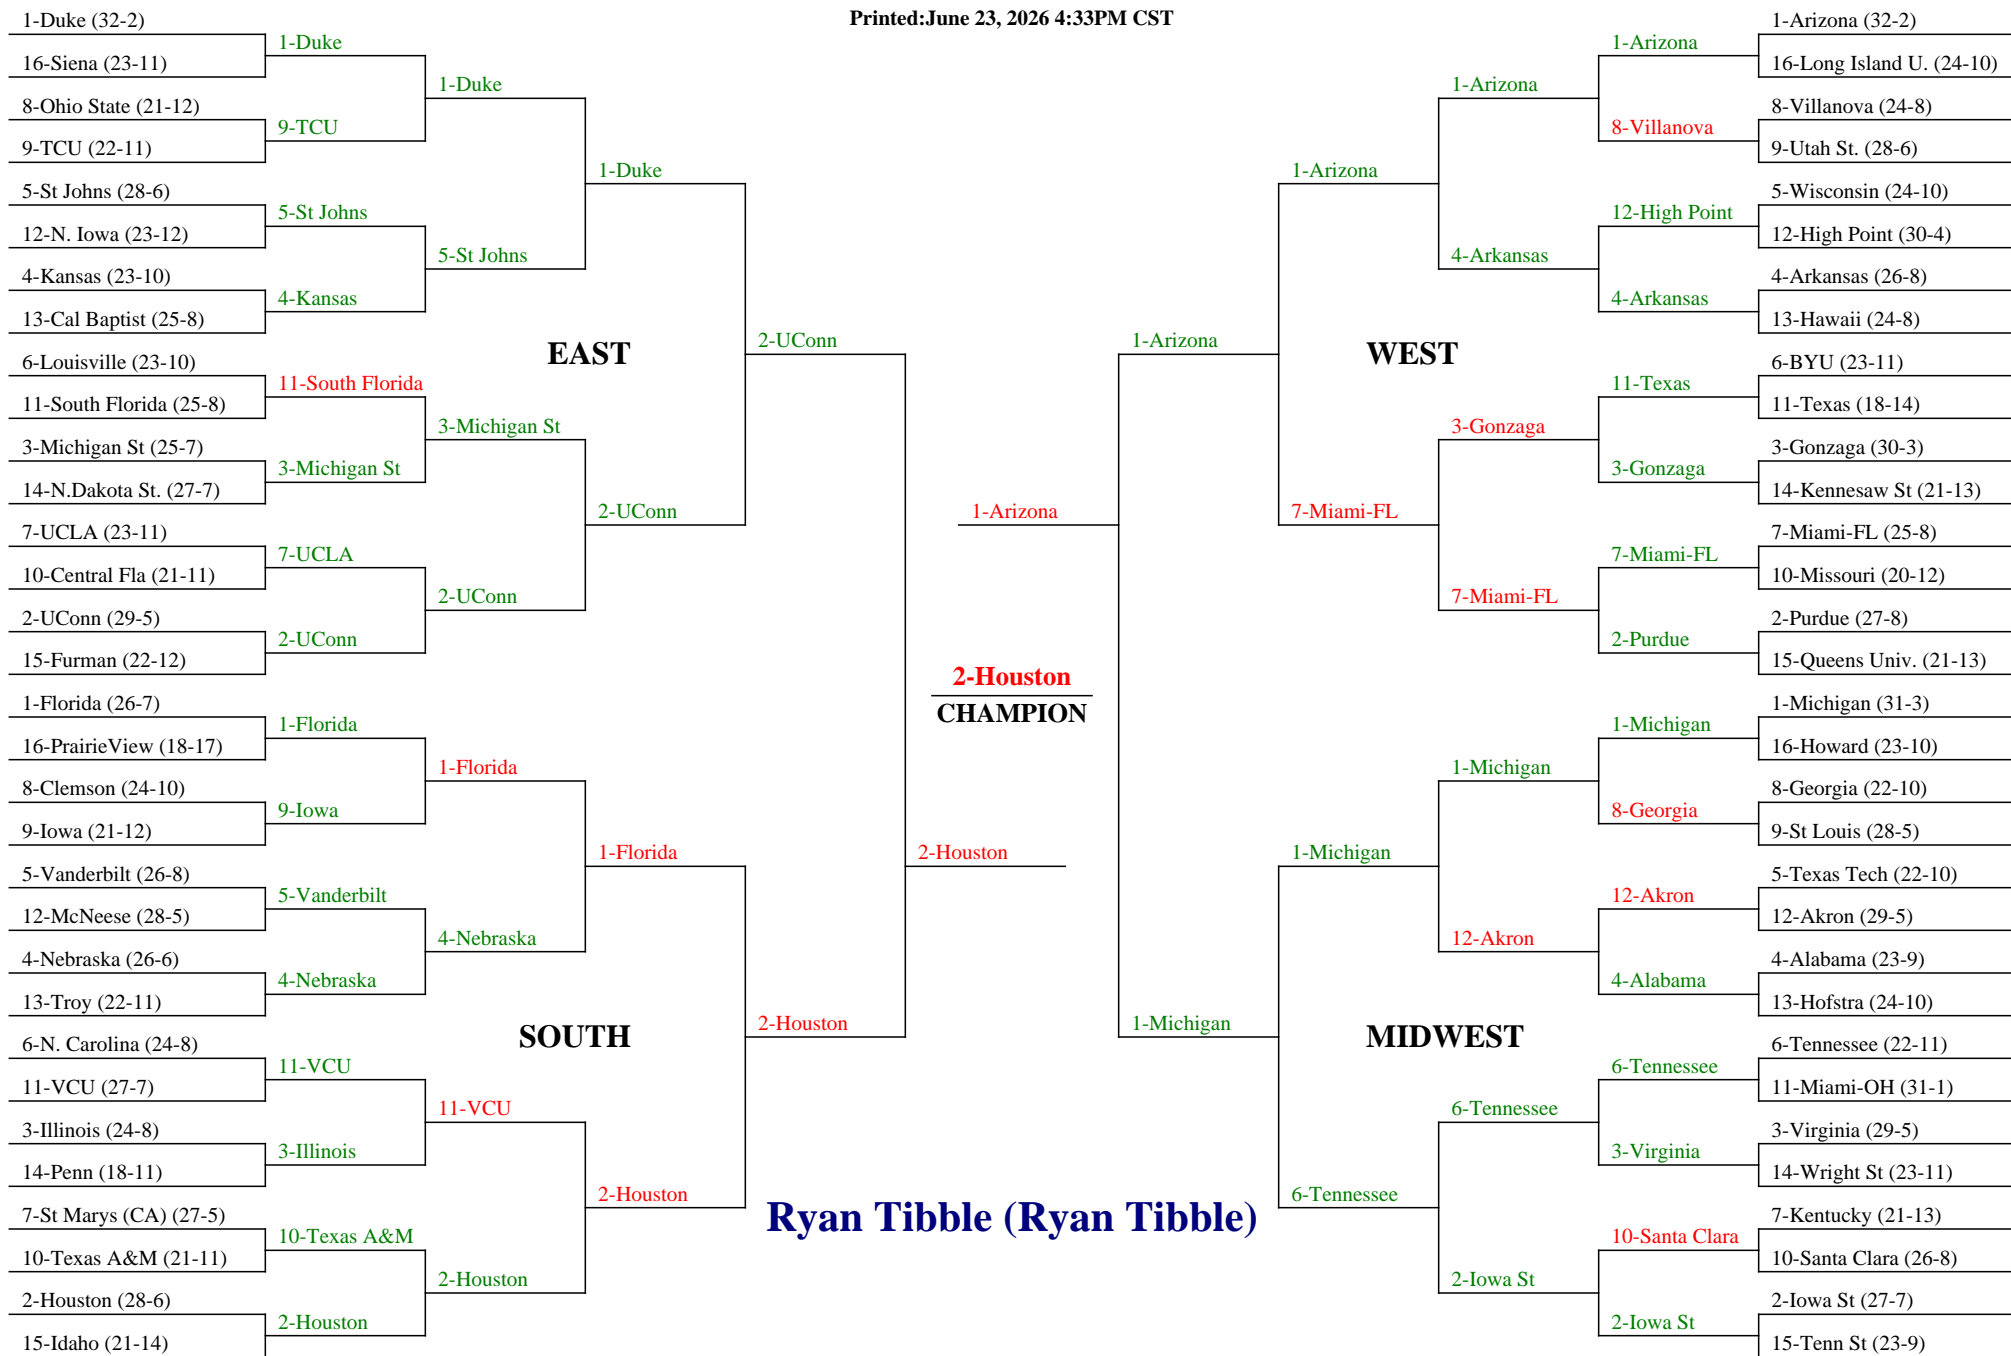 Printed:June 23, 2026 4:33PM CST
1-Duke (32-2)
16-Siena (23-11)
8-Ohio State (21-12)
9-TCU (22-11)
5-St Johns (28-6)
12-N. Iowa (23-12)
4-Kansas (23-10)
13-Cal Baptist (25-8)
6-Louisville (23-10)
11-South Florida (25-8)
3-Michigan St (25-7)
14-N.Dakota St. (27-7)
7-UCLA (23-11)
10-Central Fla (21-11)
2-UConn (29-5)
15-Furman (22-12)
1-Florida (26-7)
16-PrairieView (18-17)
8-Clemson (24-10)
9-Iowa (21-12)
5-Vanderbilt (26-8)
12-McNeese (28-5)
4-Nebraska (26-6)
13-Troy (22-11)
6-N. Carolina (24-8)
11-VCU (27-7)
3-Illinois (24-8)
14-Penn (18-11)
7-St Marys (CA) (27-5)
10-Texas A&M (21-11)
2-Houston (28-6)
15-Idaho (21-14)
1-Duke
9-TCU
5-St Johns
4-Kansas
11-South Florida
3-Michigan St
7-UCLA
2-UConn
1-Florida
9-Iowa
5-Vanderbilt
4-Nebraska
11-VCU
3-Illinois
10-Texas A&M
2-Houston
1-Duke
5-St Johns
3-Michigan St
2-UConn
1-Florida
4-Nebraska
11-VCU
2-Houston
EAST
SOUTH
1-Duke
2-UConn
1-Florida
2-Houston
2-UConn
2-Houston
2-Houston
1-Arizona
2-Houston
CHAMPION
Ryan Tibble (Ryan Tibble)
1-Arizona
1-Michigan
1-Arizona
7-Miami-FL
1-Michigan
6-Tennessee
WEST
MIDWEST
1-Arizona
4-Arkansas
3-Gonzaga
7-Miami-FL
1-Michigan
12-Akron
6-Tennessee
2-Iowa St
1-Arizona
8-Villanova
12-High Point
4-Arkansas
11-Texas
3-Gonzaga
7-Miami-FL
2-Purdue
1-Michigan
8-Georgia
12-Akron
4-Alabama
6-Tennessee
3-Virginia
10-Santa Clara
2-Iowa St
1-Arizona (32-2)
16-Long Island U. (24-10)
8-Villanova (24-8)
9-Utah St. (28-6)
5-Wisconsin (24-10)
12-High Point (30-4)
4-Arkansas (26-8)
13-Hawaii (24-8)
6-BYU (23-11)
11-Texas (18-14)
3-Gonzaga (30-3)
14-Kennesaw St (21-13)
7-Miami-FL (25-8)
10-Missouri (20-12)
2-Purdue (27-8)
15-Queens Univ. (21-13)
1-Michigan (31-3)
16-Howard (23-10)
8-Georgia (22-10)
9-St Louis (28-5)
5-Texas Tech (22-10)
12-Akron (29-5)
4-Alabama (23-9)
13-Hofstra (24-10)
6-Tennessee (22-11)
11-Miami-OH (31-1)
3-Virginia (29-5)
14-Wright St (23-11)
7-Kentucky (21-13)
10-Santa Clara (26-8)
2-Iowa St (27-7)
15-Tenn St (23-9)